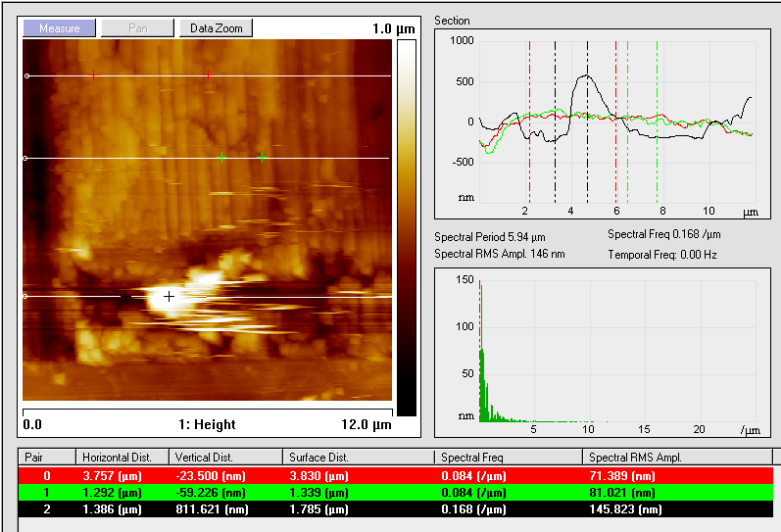 Measure Pan Data Zoom 1.0 µm
0.0 1: Height 12.0 µm
Section
1000
500
0
-500
nm
2 4 6 8 10 µm
Spectral Period 5.94 µm Spectral Freq 0.168 /µm
Spectral RMS Ampl. 146 nm Temporal Freq: 0.00 Hz
150
100
50
nm
5 10 15 20 /µm
Pair Horizontal Dist. Vertical Dist. Surface Dist. Spectral Freq Spectral RMS Ampl.
0 3.757 (µm) -23.500 (nm) 3.830 (µm) 0.084 (/µm) 71.389 (nm)
1 1.292 (µm) -59.226 (nm) 1.339 (µm) 0.084 (/µm) 81.021 (nm)
2 1.386 (µm) 811.621 (nm) 1.785 (µm) 0.168 (/µm) 145.823 (nm)